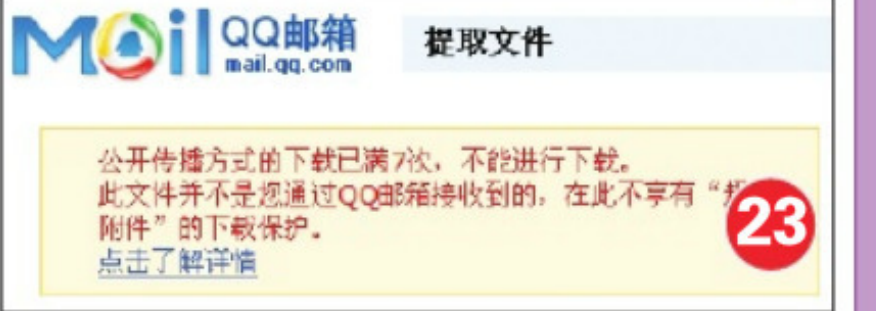 Mail QQ邮箱
mail.qq.com
提取文件
公开传播方式的下载已满7次,不能进行下载。
此文件并不是您通过QQ邮箱接收到的,在此不享有“
附件”的下载保护。
点击了解详情
23